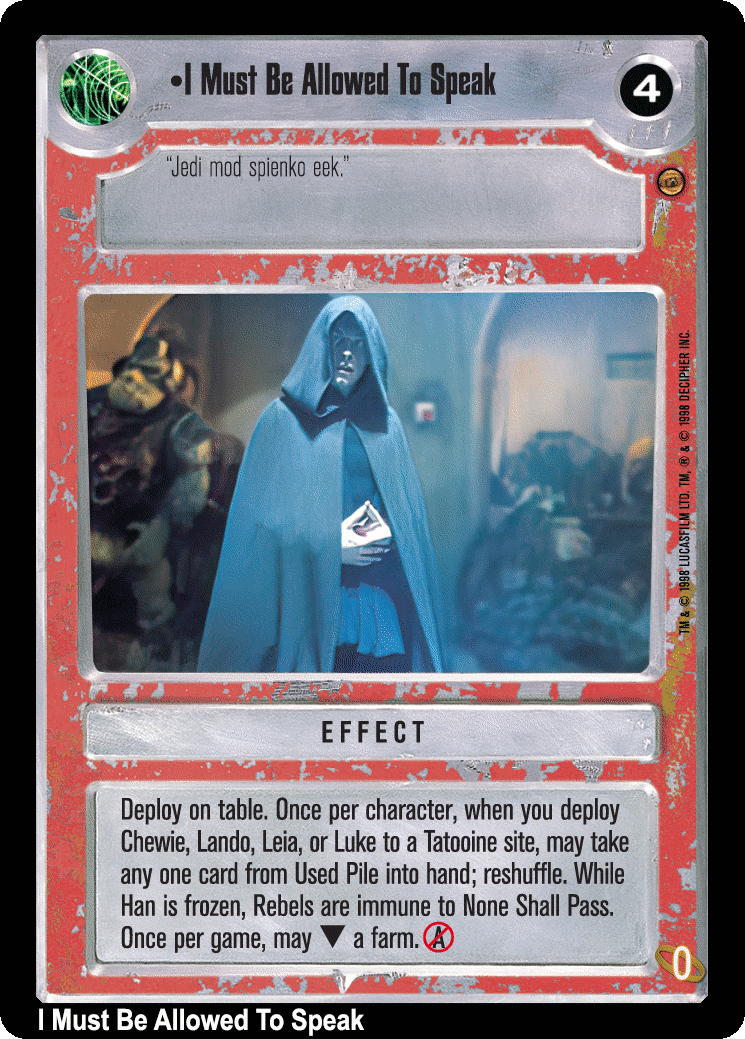 •I Must Be Allowed To Speak
4
“Jedi mod spienko eek.”
TM & © 1998 LUCASFILM LTD. TM, ® & © 1998 DECIPHER INC.
EFFECT
Deploy on table. Once per character, when you deploy
Chewie, Lando, Leia, or Luke to a Tatooine site, may take
any one card from Used Pile into hand; reshuffle. While
Han is frozen, Rebels are immune to None Shall Pass.
Once per game, may ▼ a farm. A
0
I Must Be Allowed To Speak